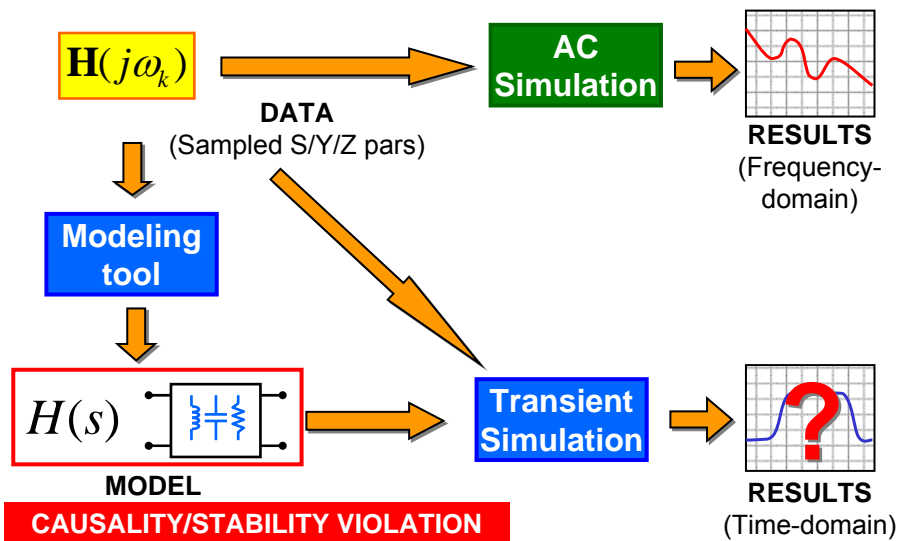 H(jωₖ)
AC
Simulation
DATA
(Sampled S/Y/Z pars)
RESULTS
(Frequency-
domain)
Modeling
tool
H(s)
Transient
Simulation
?
MODEL
RESULTS
(Time-domain)
CAUSALITY/STABILITY VIOLATION